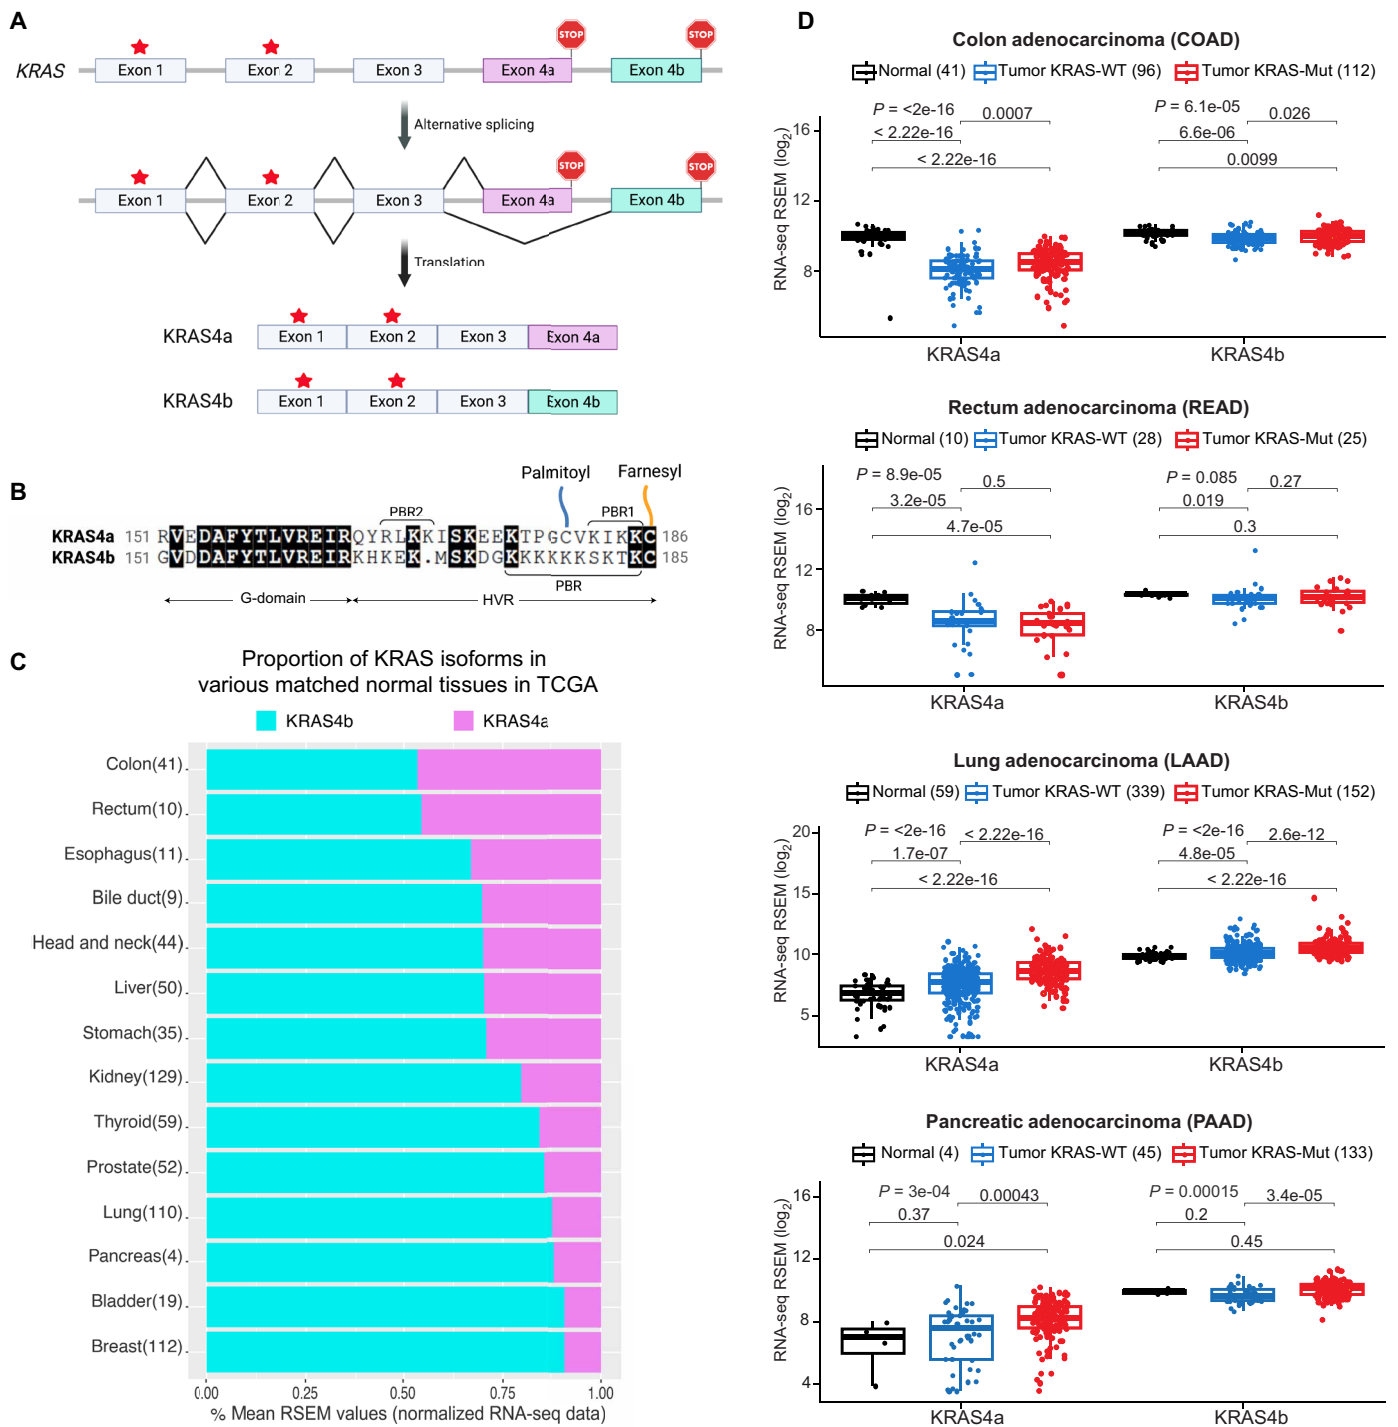 A
KRAS
Exon 1
Exon 2
Exon 3
Exon 4a
STOP
Exon 4b
STOP
Alternative splicing
Exon 1
Exon 2
Exon 3
Exon 4a
STOP
Exon 4b
STOP
Translation
KRAS4a
Exon 1
Exon 2
Exon 3
Exon 4a
KRAS4b
Exon 1
Exon 2
Exon 3
Exon 4b
B
Palmitoyl
Farnesyl
PBR2
PBR1
KRAS4a 151 RVEDAFYTLVREIRQYRLKKISKEEKTPGCVKIKKC 186
KRAS4b 151 GVDDAFYTLVREIRKHKEK.MSKDGKKKKKKSKTKC 185
PBR
G-domain
HVR
C
Proportion of KRAS isoforms in
various matched normal tissues in TCGA
KRAS4b
KRAS4a
Colon(41)
Rectum(10)
Esophagus(11)
Bile duct(9)
Head and neck(44)
Liver(50)
Stomach(35)
Kidney(129)
Thyroid(59)
Prostate(52)
Lung(110)
Pancreas(4)
Bladder(19)
Breast(112)
0.00 0.25 0.50 0.75 1.00
% Mean RSEM values (normalized RNA-seq data)
D
Colon adenocarcinoma (COAD)
Normal (41) Tumor KRAS-WT (96) Tumor KRAS-Mut (112)
RNA-seq RSEM (log2)
16
12
8
P = <2e-16
0.0007
< 2.22e-16
< 2.22e-16
P = 6.1e-05
0.026
6.6e-06
0.0099
KRAS4a
KRAS4b
Rectum adenocarcinoma (READ)
Normal (10) Tumor KRAS-WT (28) Tumor KRAS-Mut (25)
RNA-seq RSEM (log2)
16
12
8
P = 8.9e-05
0.5
3.2e-05
4.7e-05
P = 0.085
0.27
0.019
0.3
KRAS4a
KRAS4b
Lung adenocarcinoma (LAAD)
Normal (59) Tumor KRAS-WT (339) Tumor KRAS-Mut (152)
RNA-seq RSEM (log2)
20
15
10
5
P = <2e-16
< 2.22e-16
1.7e-07
< 2.22e-16
P = <2e-16
2.6e-12
4.8e-05
< 2.22e-16
KRAS4a
KRAS4b
Pancreatic adenocarcinoma (PAAD)
Normal (4) Tumor KRAS-WT (45) Tumor KRAS-Mut (133)
RNA-seq RSEM (log2)
16
12
8
4
P = 3e-04
0.00043
0.37
0.024
P = 0.00015
3.4e-05
0.2
0.45
KRAS4a
KRAS4b